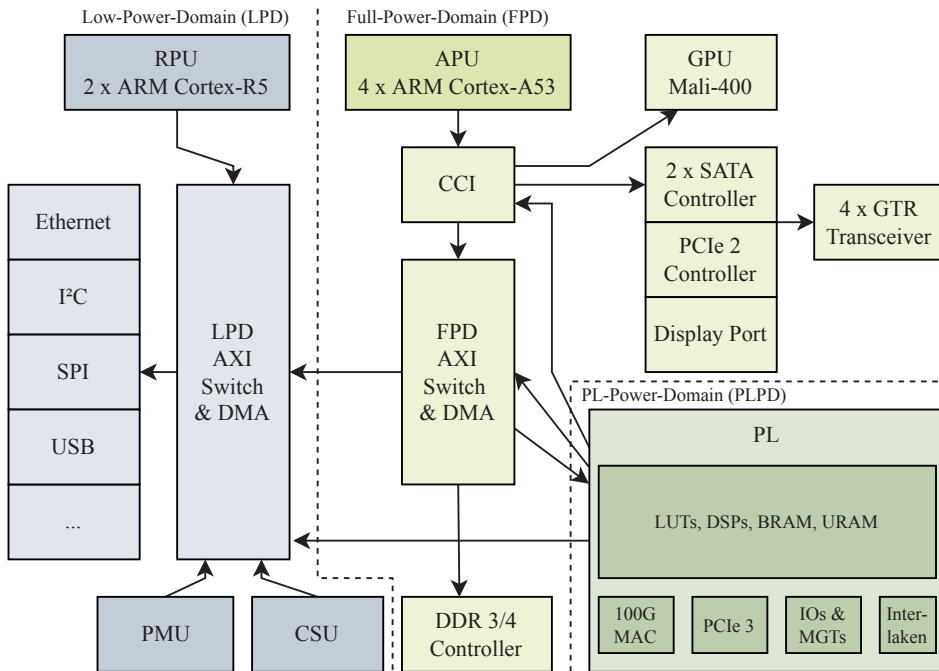 Low-Power-Domain (LPD)
Full-Power-Domain (FPD)
RPU
2 x ARM Cortex-R5
APU
4 x ARM Cortex-A53
GPU
Mali-400
CCI
2 x SATA
Controller
4 x GTR
Transceiver
PCIe 2
Controller
Display Port
Ethernet
I²C
SPI
USB
...
LPD
AXI
Switch
& DMA
FPD
AXI
Switch
& DMA
PL-Power-Domain (PLPD)
PL
LUTs, DSPs, BRAM, URAM
100G
MAC
PCIe 3
IOs &
MGTs
Inter-
laken
PMU
CSU
DDR 3/4
Controller